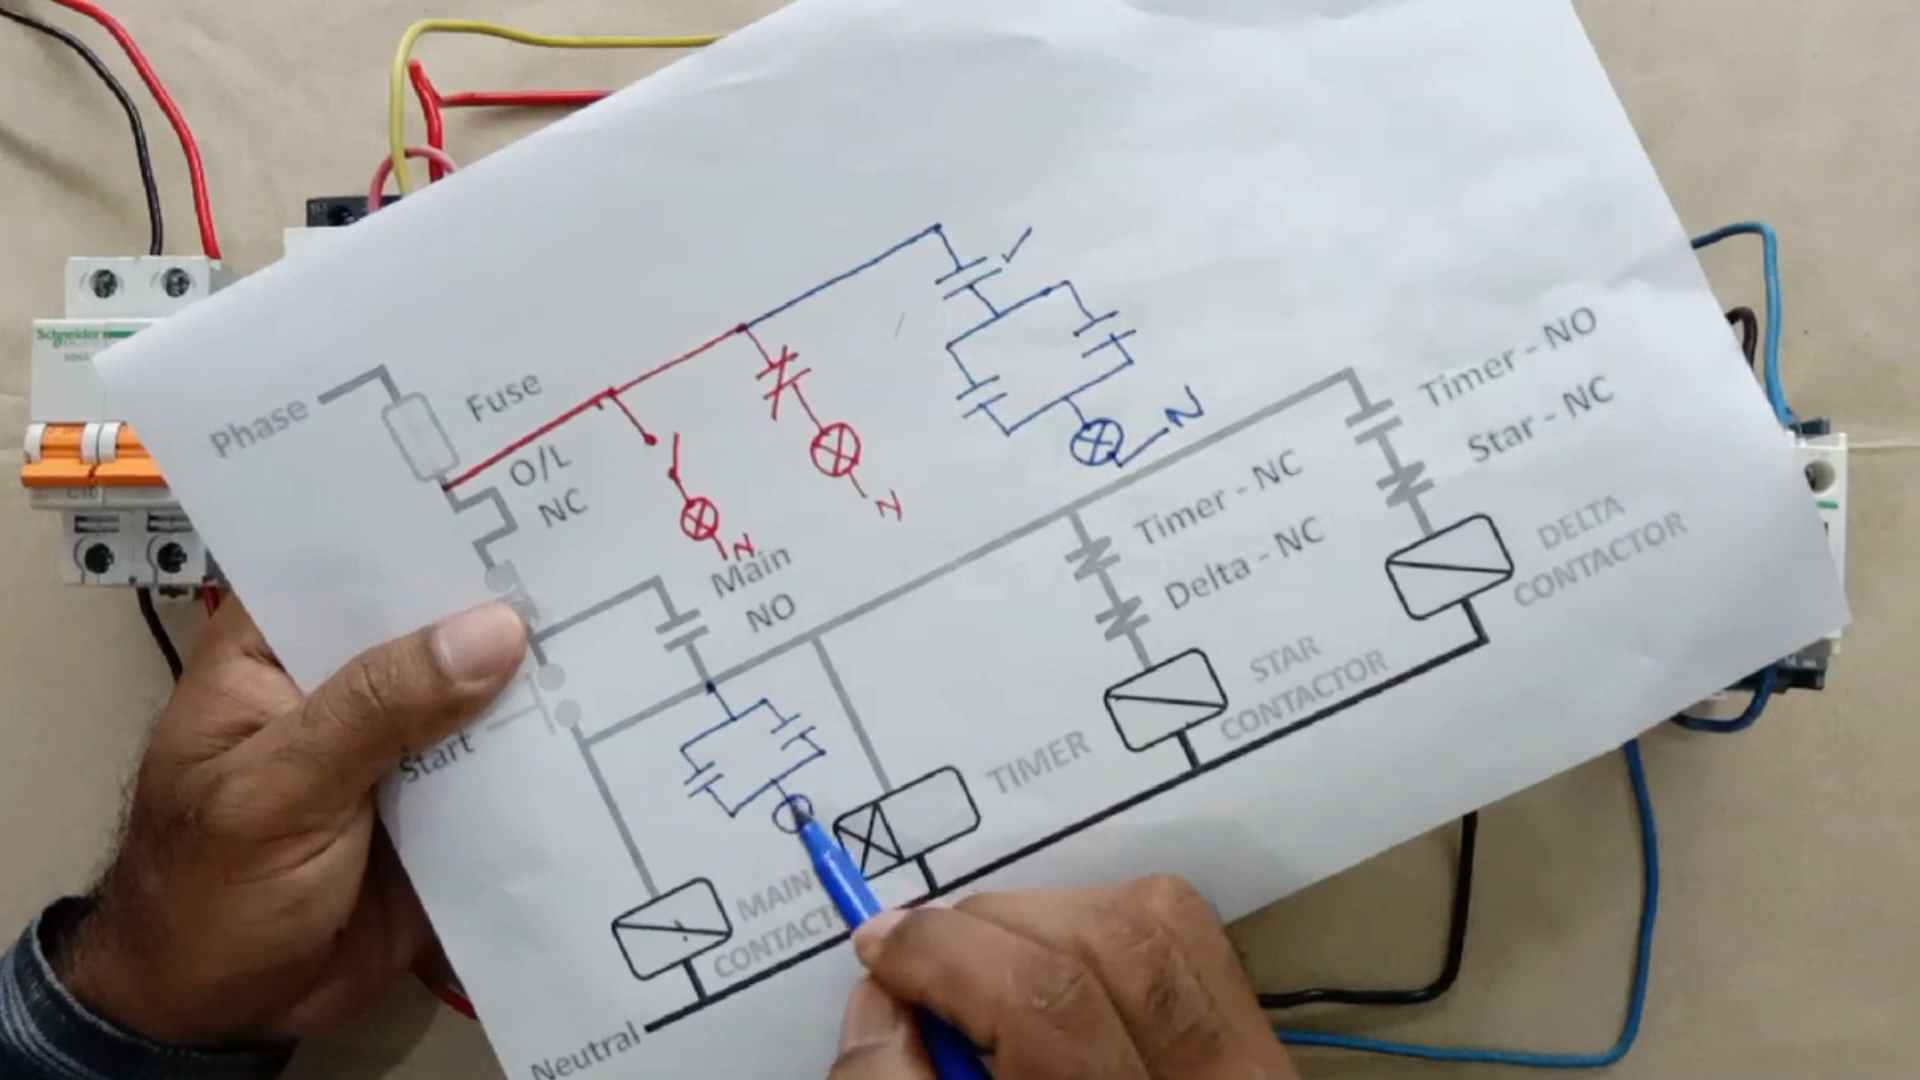 Schneider
Phase
Fuse
O/L
NC
N
N
N
Main
NO
Timer - NO
Star - NC
Timer - NC
Delta - NC
DELTA
CONTACTOR
STAR
CONTACTOR
Start
TIMER
MAIN
CONTACT
Neutral